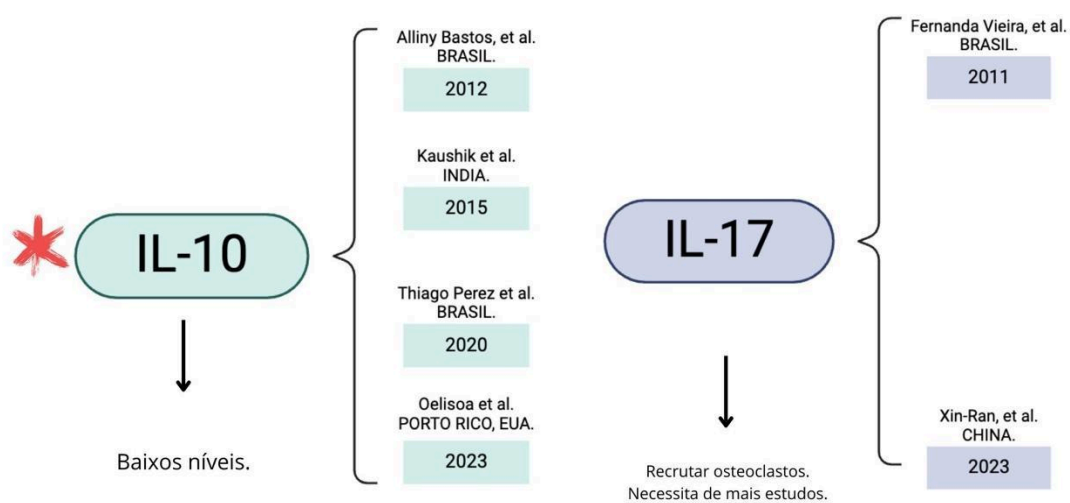 IL-10
Baixos níveis.
Alliny Bastos, et al.
BRASIL.
2012
Kaushik et al.
INDIA.
2015
Thiago Perez et al.
BRASIL.
2020
Oelisoa et al.
PORTO RICO, EUA.
2023
IL-17
Recrutar osteoclastos.
Necessita de mais estudos.
Fernanda Vieira, et al.
BRASIL.
2011
Xin-Ran, et al.
CHINA.
2023